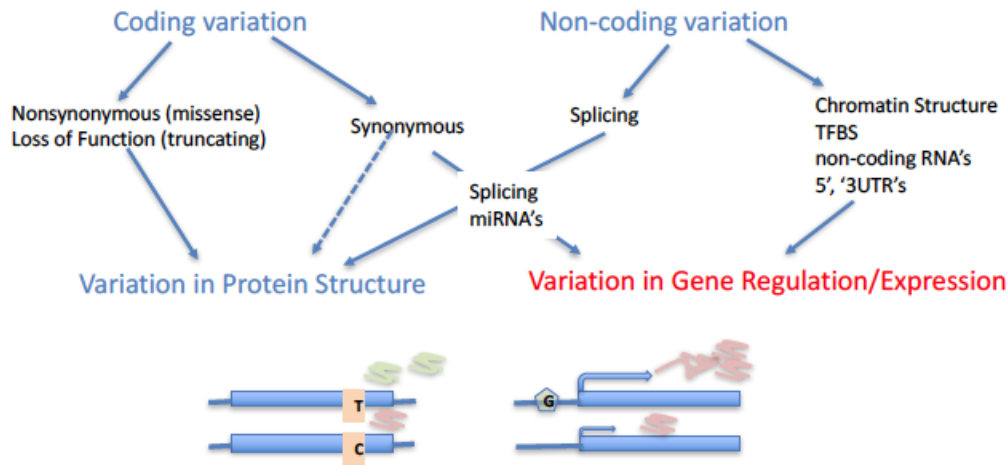 Coding variation
Non-coding variation
Nonsynonymous (missense)
Loss of Function (truncating)
Synonymous
Splicing
Chromatin Structure
TFBS
non-coding RNA's
5', '3UTR's
Splicing
miRNA's
Variation in Protein Structure
Variation in Gene Regulation/Expression
T
C
G